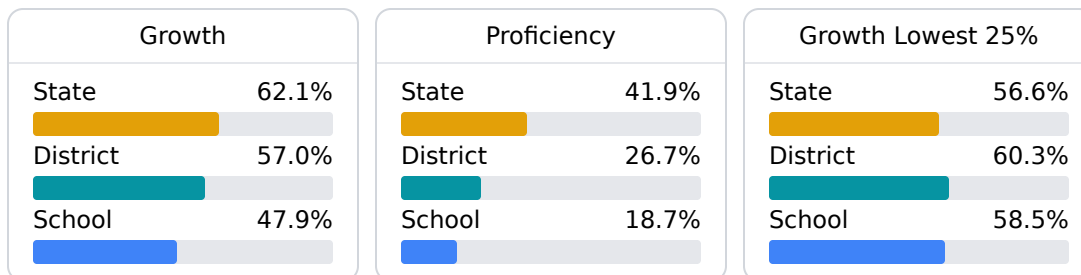 Growth
State 62.1%
District 57.0%
School 47.9%
Proficiency
State 41.9%
District 26.7%
School 18.7%
Growth Lowest 25%
State 56.6%
District 60.3%
School 58.5%